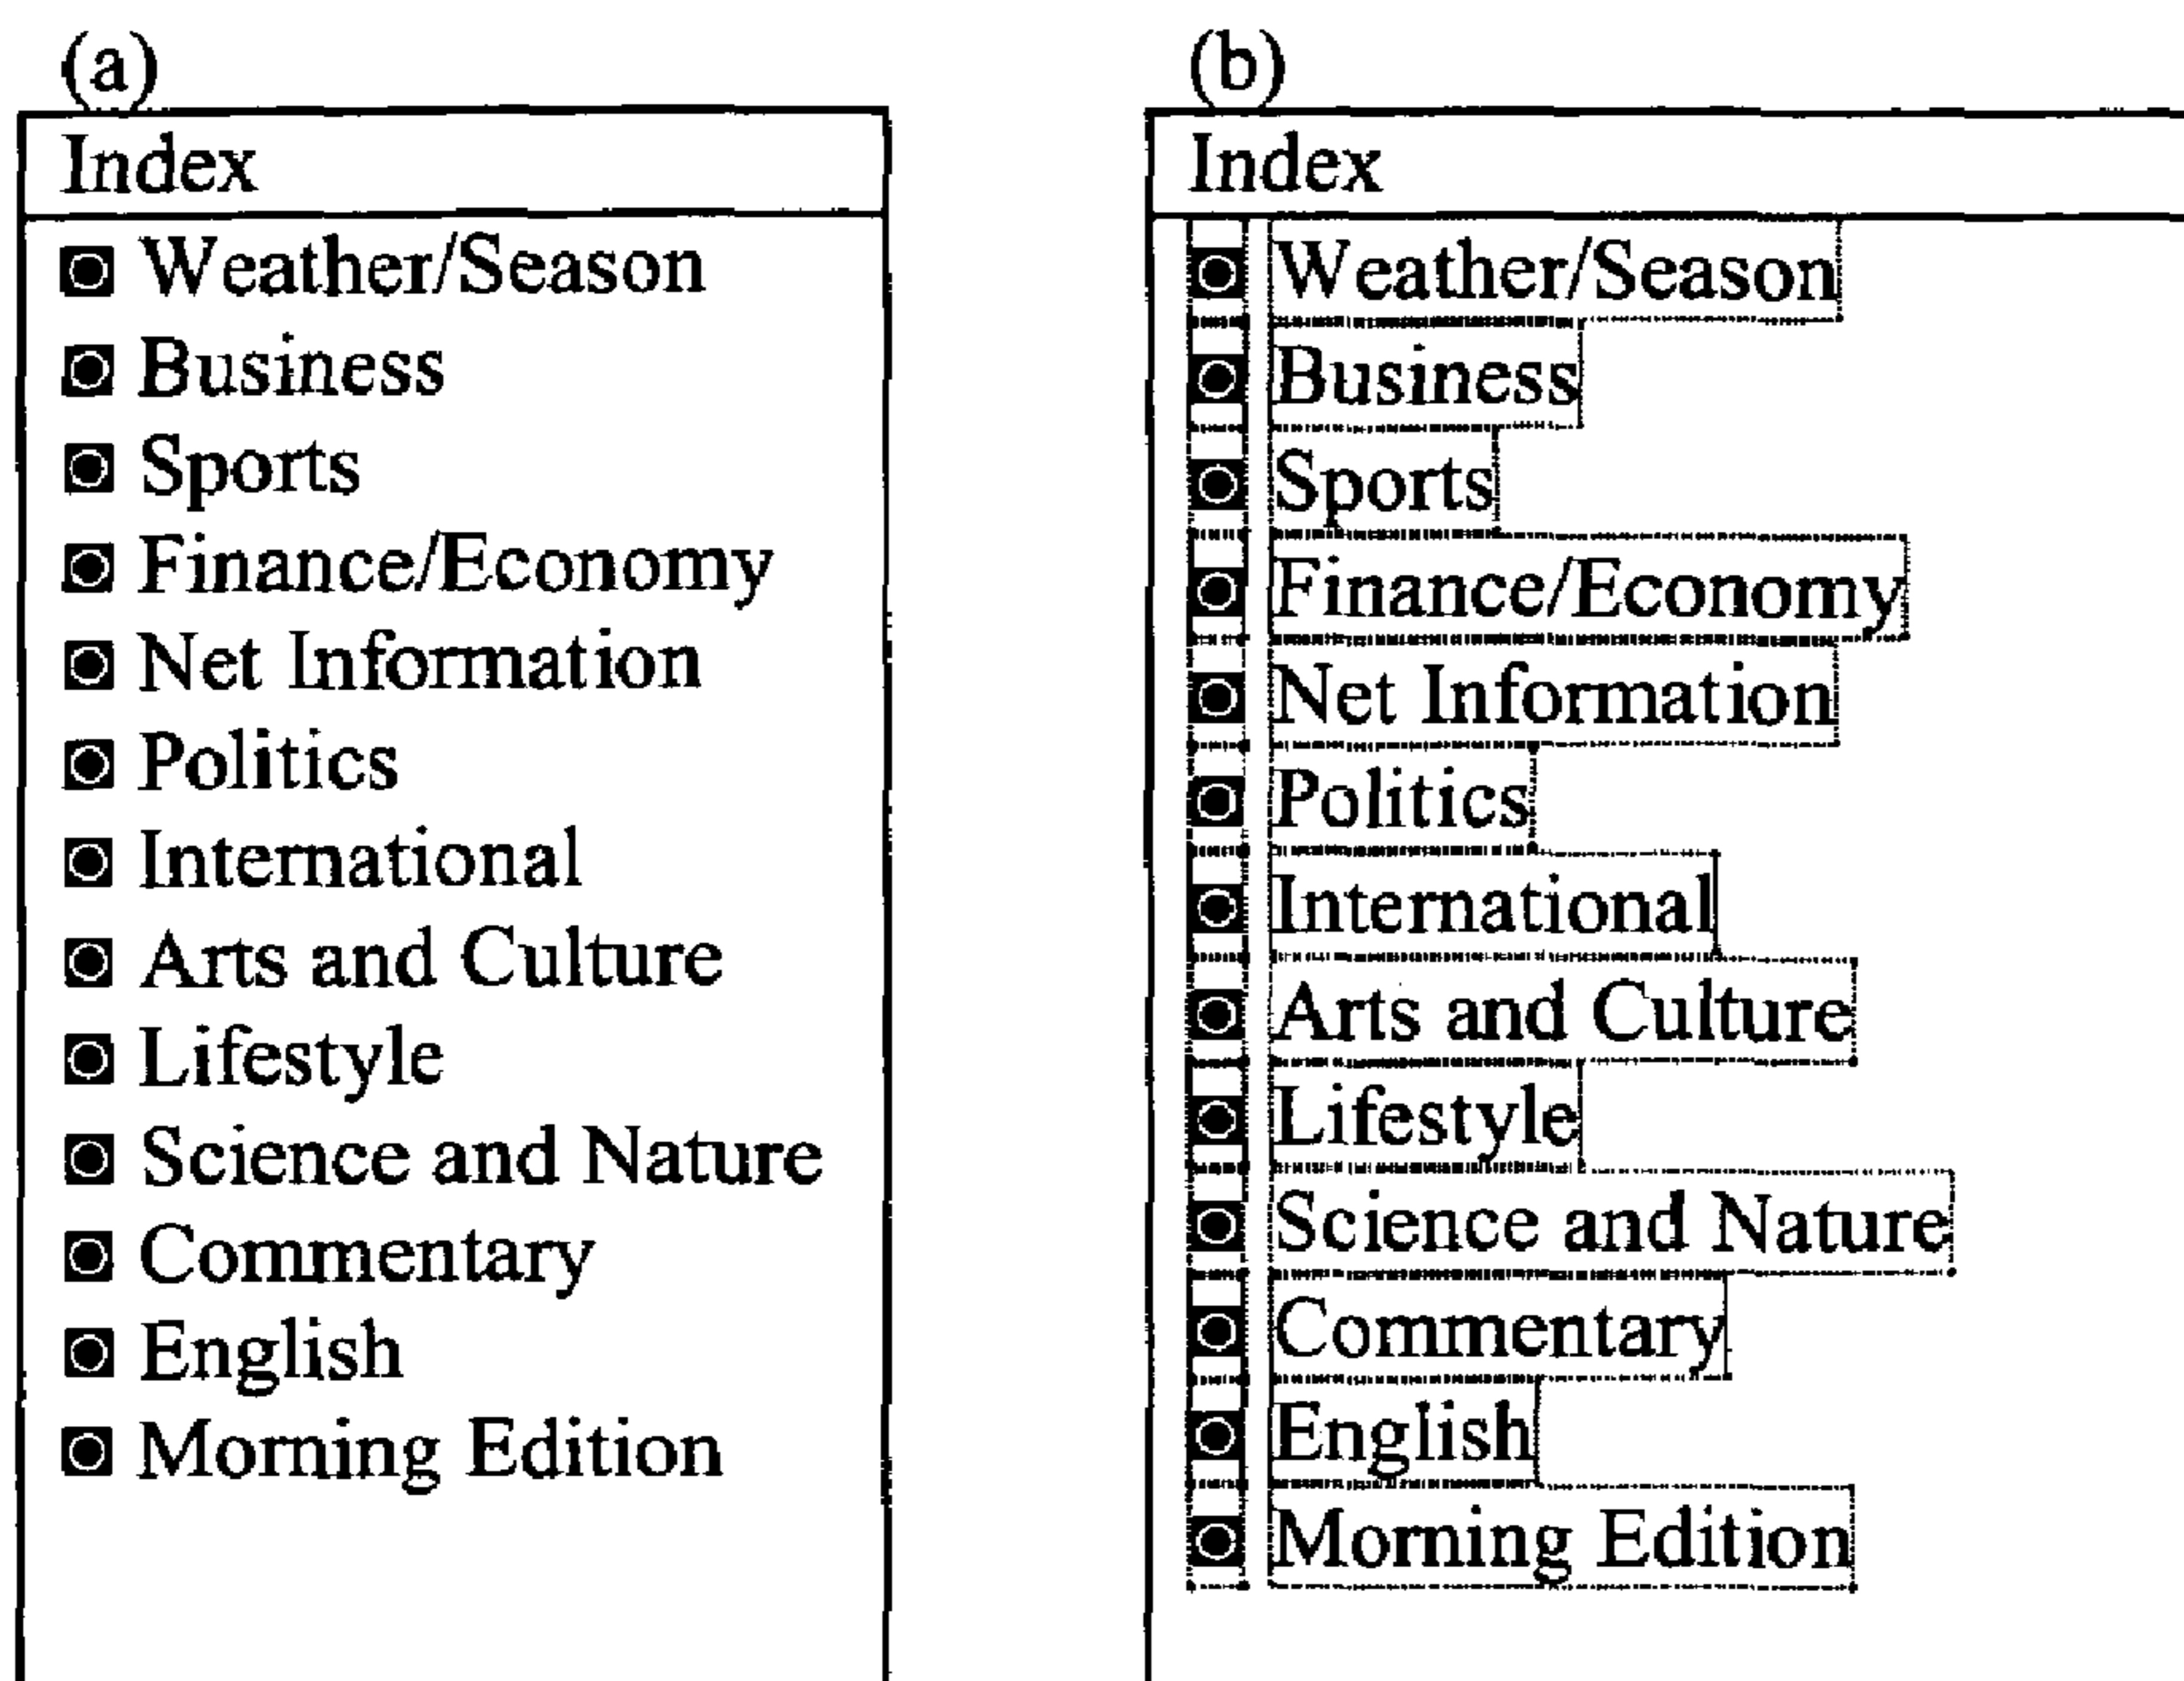 (a)
Index
Weather/Season
Business
Sports
Finance/Economy
Net Information
Politics
International
Arts and Culture
Lifestyle
Science and Nature
Commentary
English
Morning Edition
(b)
Index
Weather/Season
Business
Sports
Finance/Economy
Net Information
Politics
International
Arts and Culture
Lifestyle
Science and Nature
Commentary
English
Morning Edition